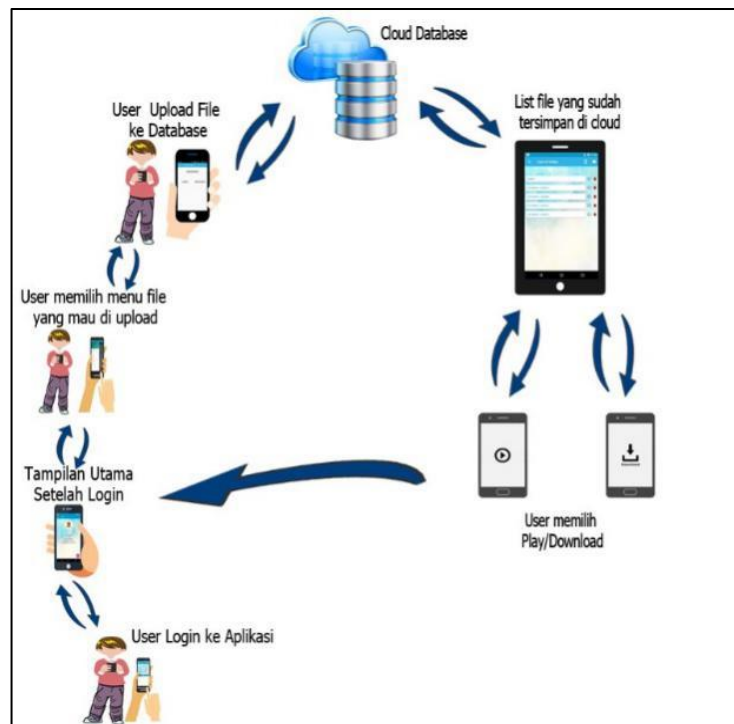 Cloud Database
User Upload File
ke Database
List file yang sudah
tersimpan di cloud
User memilih menu file
yang mau di upload
Tampilan Utama
Setelah Login
User memilih
Play/Download
User Login ke Aplikasi